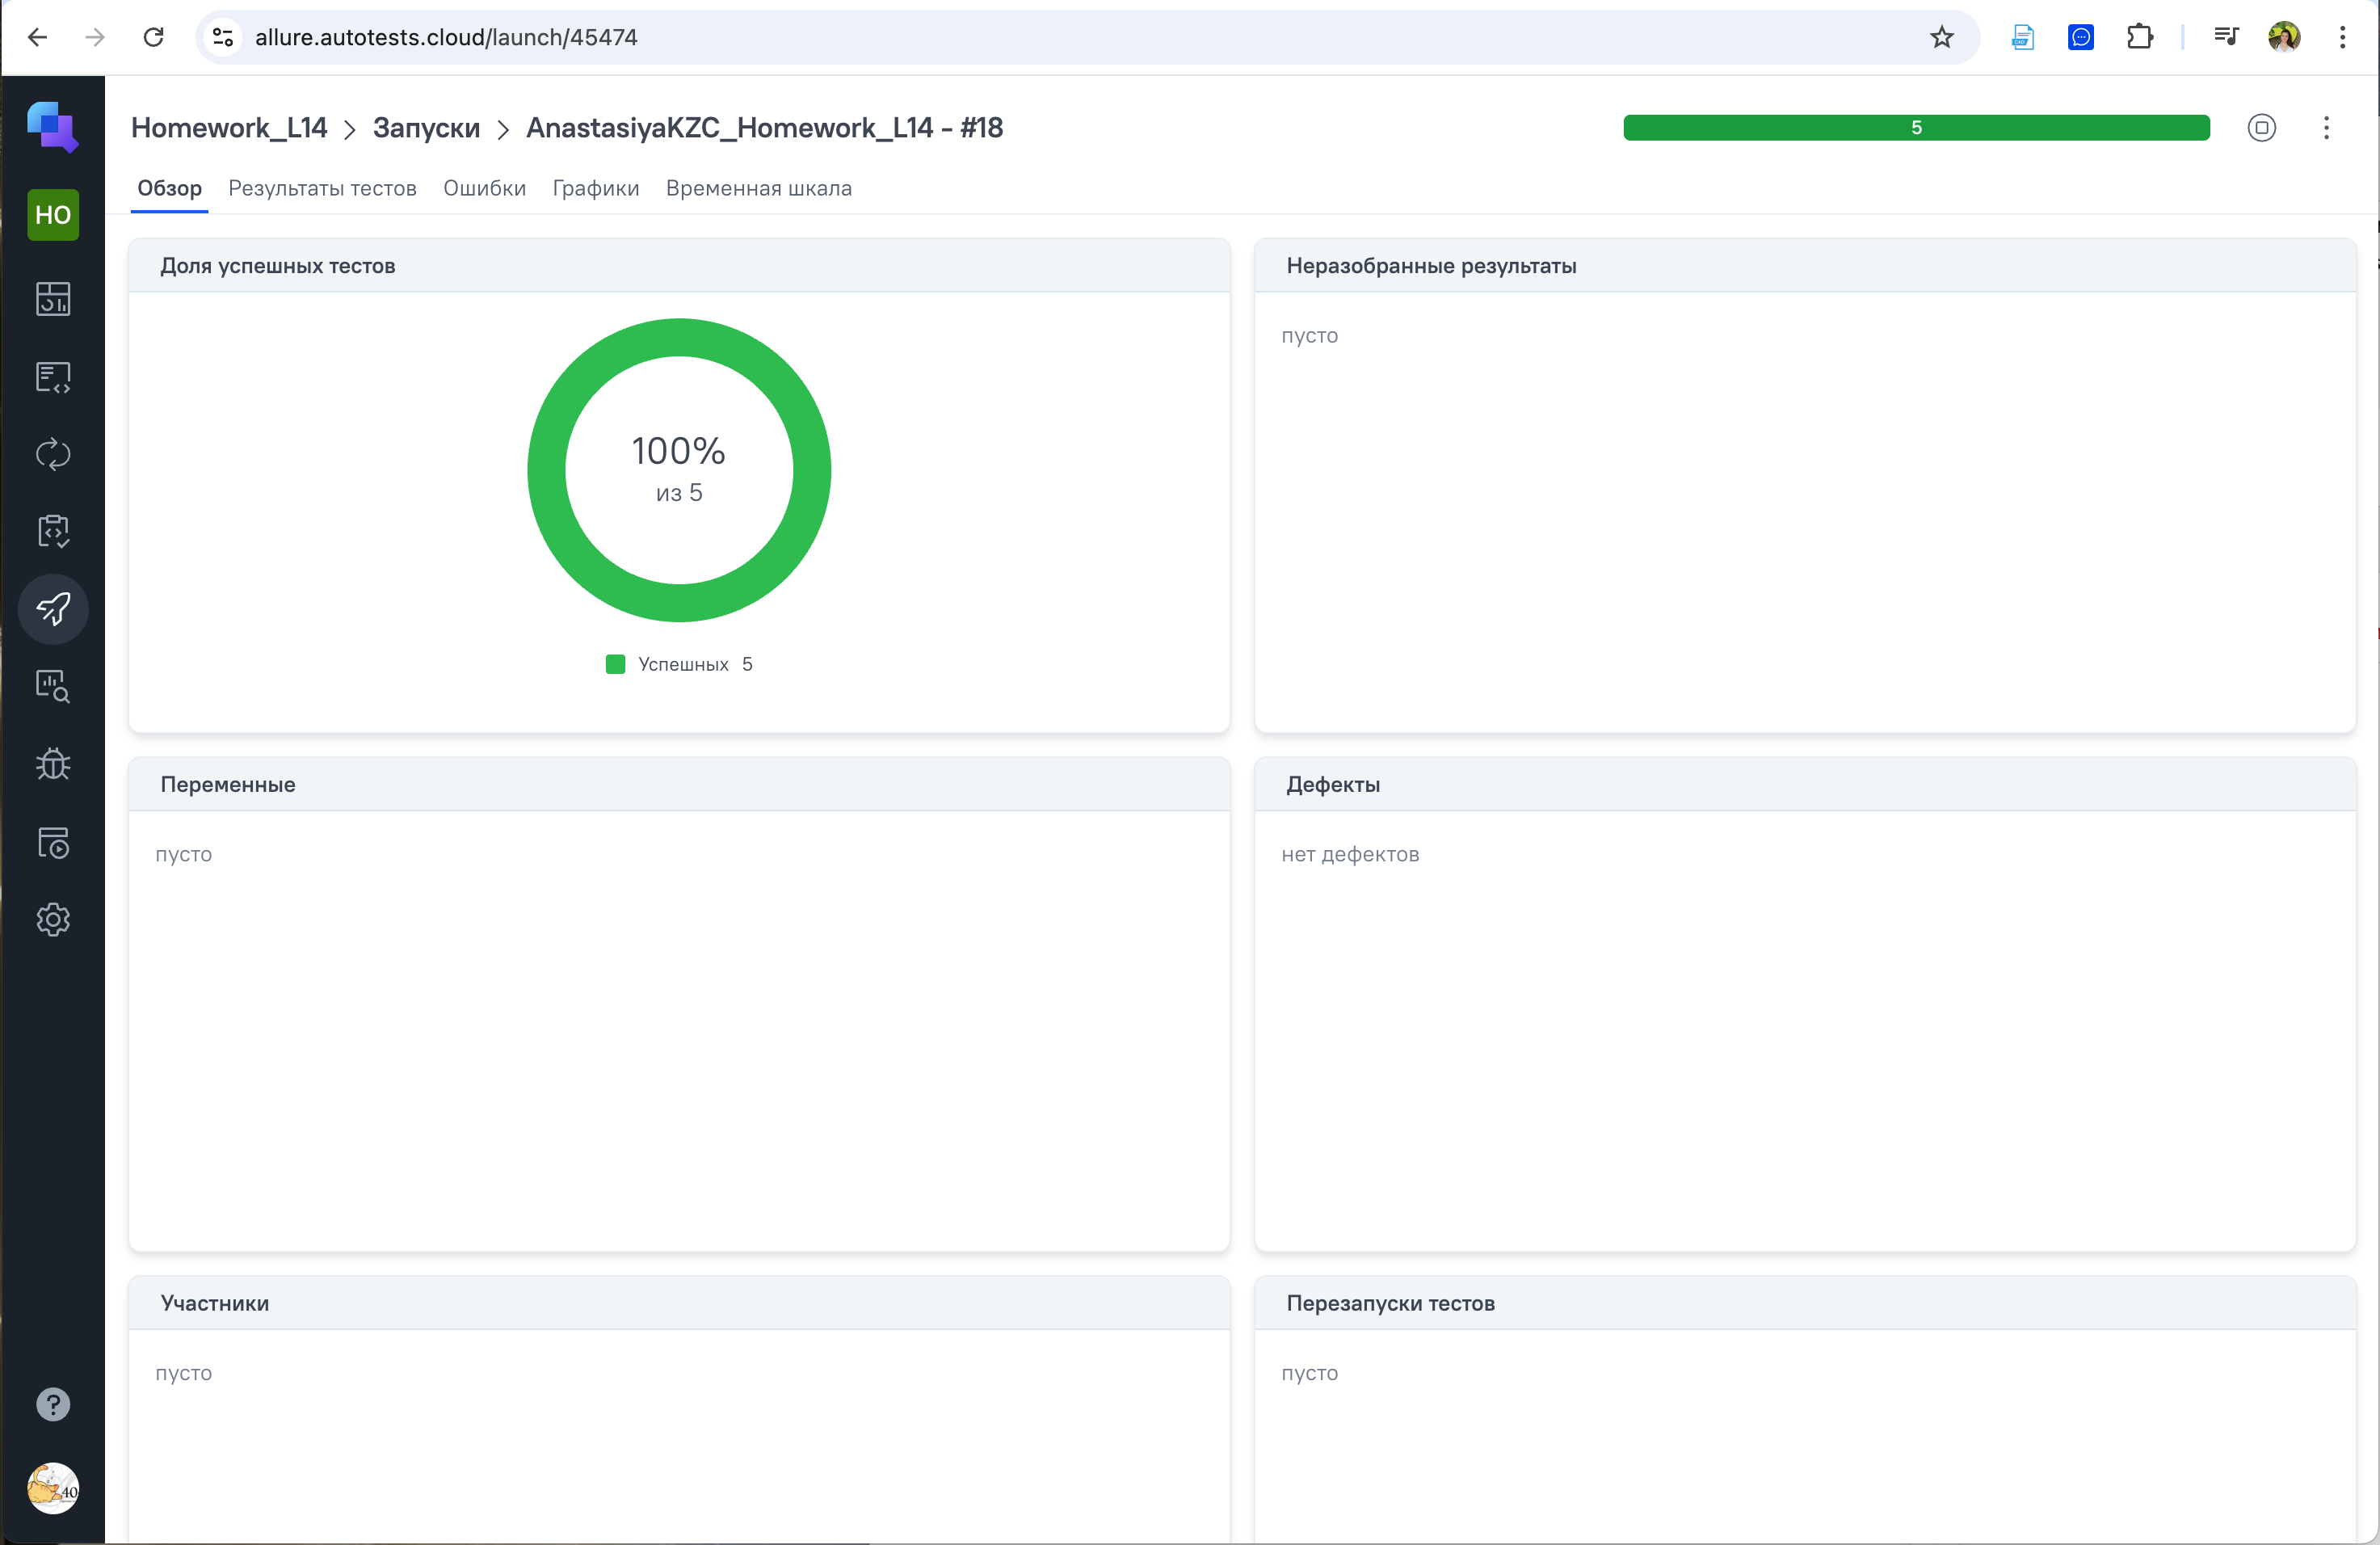 allure.autotests.cloud/launch/45474
Homework_L14 > Запуски > AnastasiyaKZC_Homework_L14 - #18
5
НО
Обзор Результаты тестов Ошибки Графики Временная шкала
Доля успешных тестов
100%
из 5
Успешных 5
Неразобранные результаты
пусто
Переменные
пусто
Дефекты
нет дефектов
Участники
пусто
Перезапуски тестов
пусто
?
40